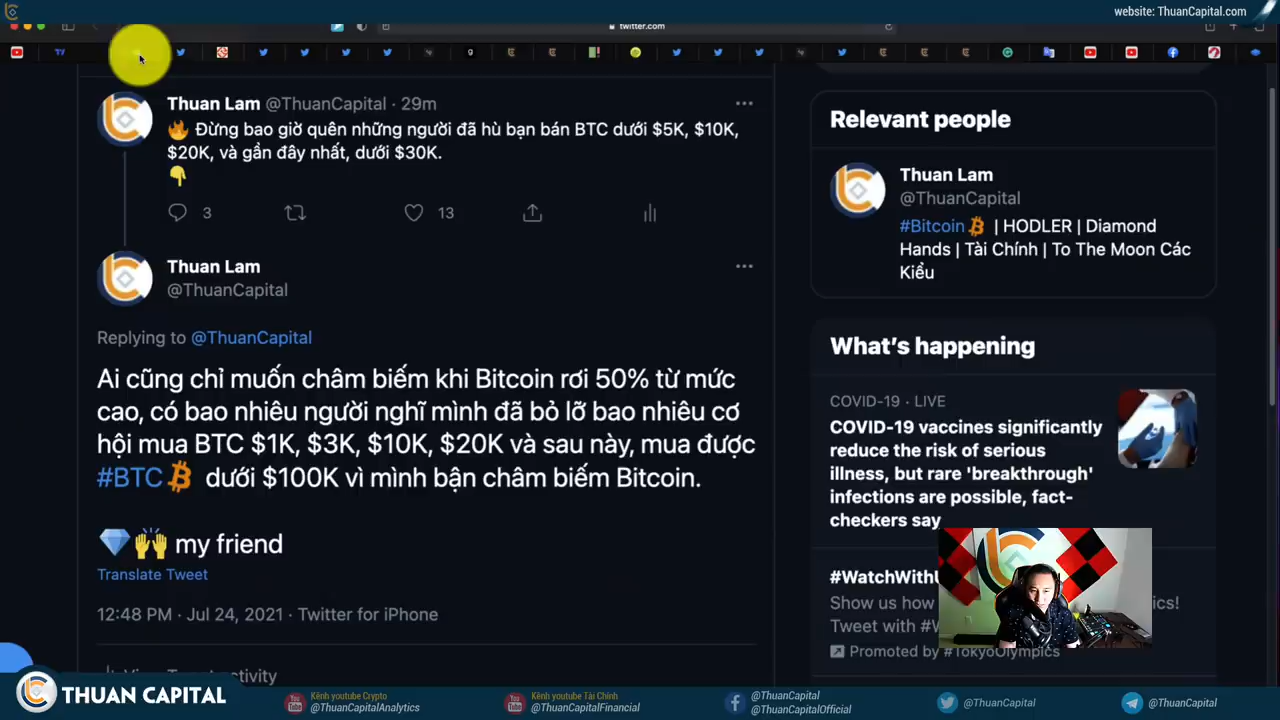 website: ThuanCapital.com
twitter.com
Thuan Lam @ThuanCapital · 29m
🔥 Đừng bao giờ quên những người đã hù bạn bán BTC dưới $5K, $10K,
$20K, và gần đây nhất, dưới $30K.
👇
3
13
Thuan Lam
@ThuanCapital
Replying to @ThuanCapital
Ai cũng chỉ muốn châm biếm khi Bitcoin rơi 50% từ mức
cao, có bao nhiêu người nghĩ mình đã bỏ lỡ bao nhiêu cơ
hội mua BTC $1K, $3K, $10K, $20K và sau này, mua được
#BTC dưới $100K vì mình bận châm biếm Bitcoin.
💎🙌 my friend
Translate Tweet
12:48 PM · Jul 24, 2021 · Twitter for iPhone
Relevant people
Thuan Lam
@ThuanCapital
#Bitcoin | HODLER | Diamond
Hands | Tài Chính | To The Moon Các
Kiểu
What's happening
COVID-19 · LIVE
COVID-19 vaccines significantly
reduce the risk of serious
illness, but rare 'breakthrough'
infections are possible, fact-
checkers say
#WatchWith
Show us how
Tweet with #W
Promoted by #TokyoOlympics
THUAN CAPITAL
Kênh youtube Crypto
@ThuanCapitalAnalytics
Kênh youtube Tài Chính
@ThuanCapitalFinancial
@ThuanCapital
@ThuanCapitalOfficial
@ThuanCapital
@ThuanCapital